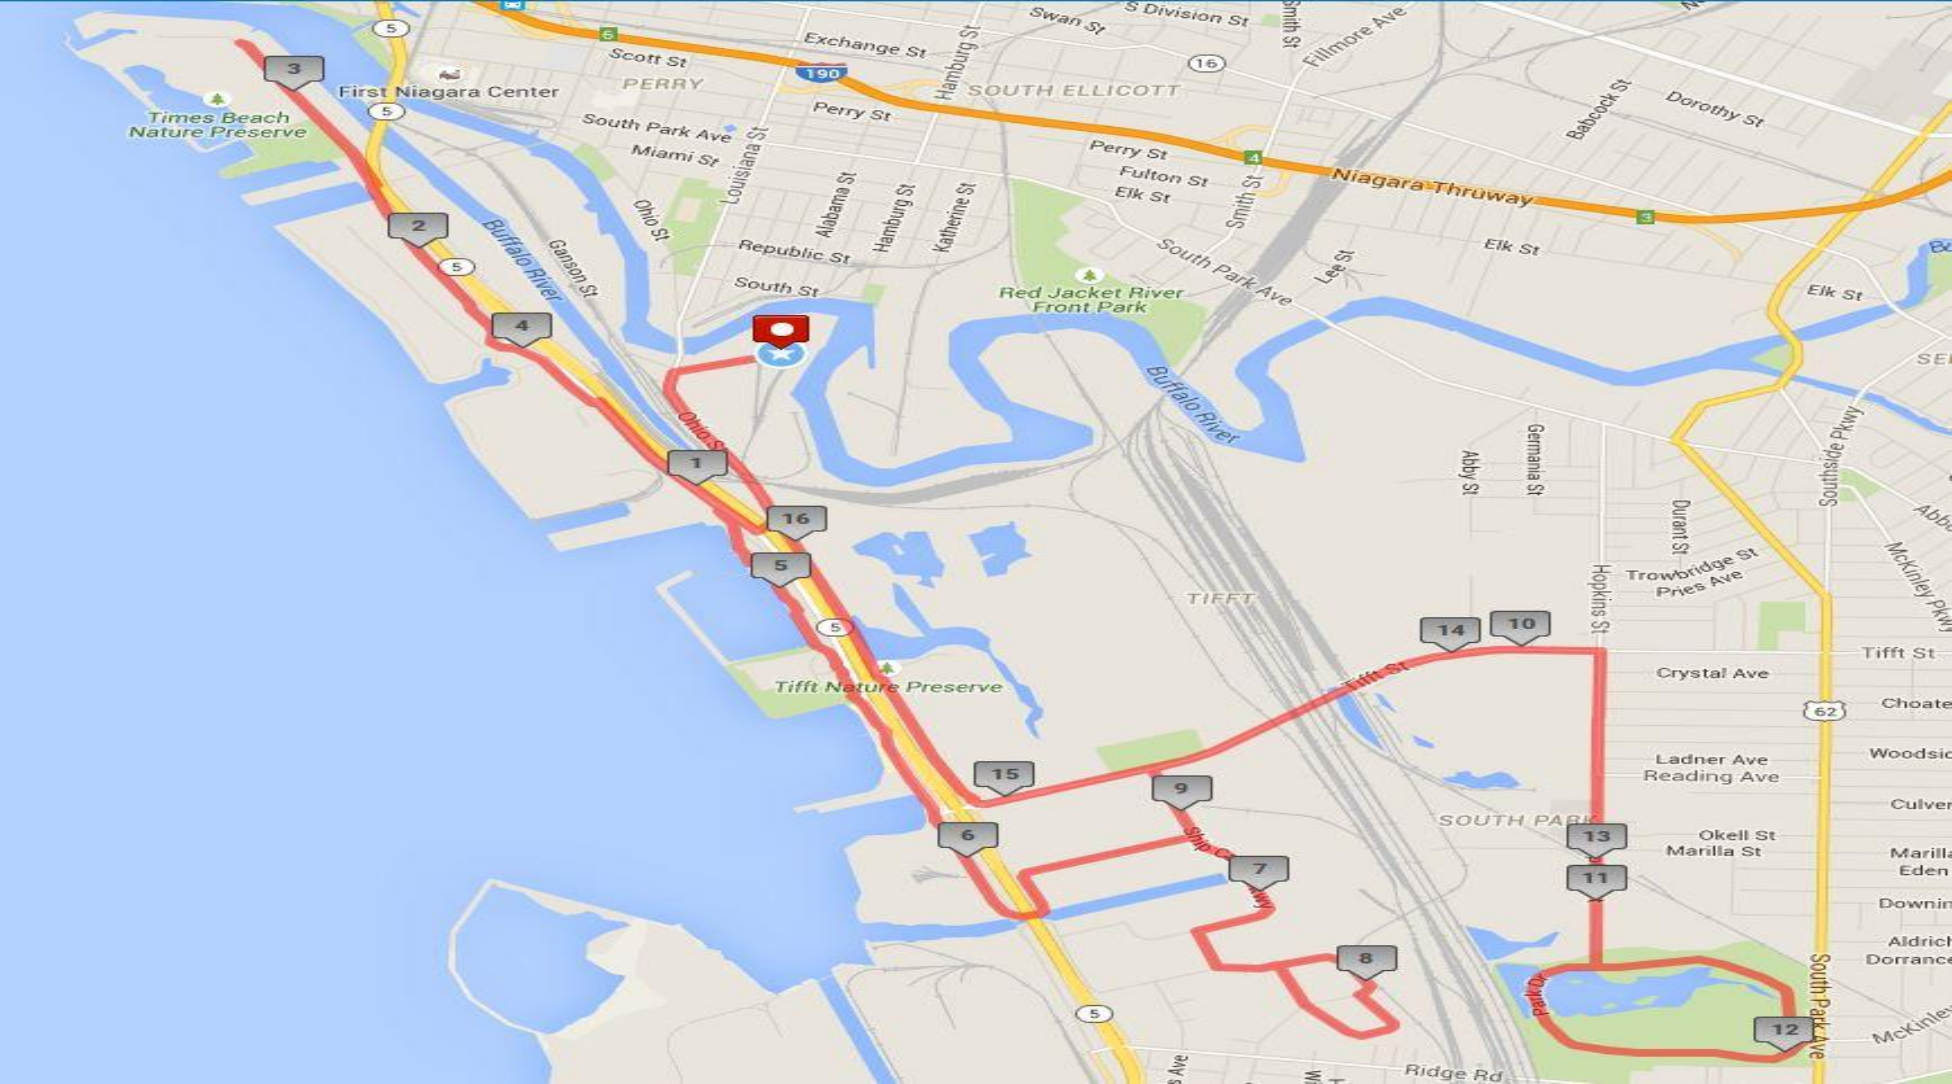 5
6
Scott St
PERRY
Exchange St
190
Hamburg St
Swan St
S Division St
16
Smith St
Fillmore Ave
3
First Niagara Center
5
Times Beach
Nature Preserve
South Park Ave
Miami St
Louisiana St
Perry St
SOUTH ELLICOTT
Perry St
Fulton St
Elk St
4
Smith St
Niagara Thruway
Babcock St
Dorothy St
3
2
5
Buffalo River
Ganson St
Ohio St
Alabama St
Hamburg St
Katherine St
Republic St
South St
Red Jacket River
Front Park
South Park Ave
Lee St
Elk St
Elk St
4
Buffalo River
Ohio S
1
16
5
5
TIFFT
Abby St
Germania St
Durant St
Southside Pkwy
McKinley Pkwy
Trowbridge St
Pries Ave
Hopkins St
Tifft Nature Preserve
14
10
Tifft St
Tifft St
Crystal Ave
62
Choate
15
9
Ladner Ave
Reading Ave
SOUTH PARK
6
Ship C
7
kwy
13
11
Okell St
Marilla St
Culver
Marilla
Eden
8
Park Dr
12
South Park Ave
5
Ridge Rd
s Ave